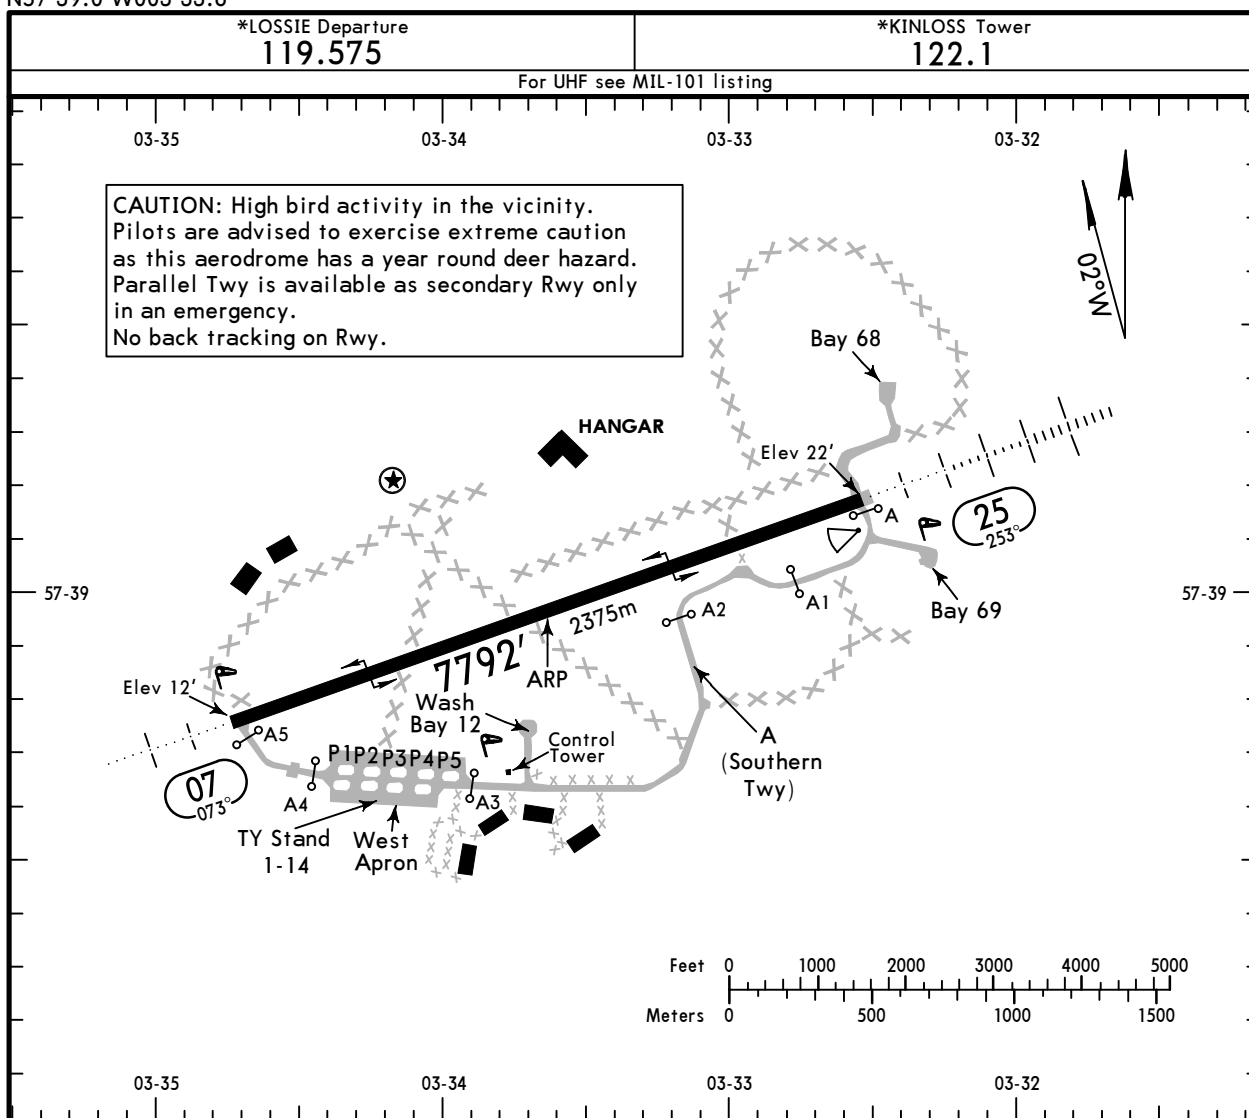 *LOSSIE Departure
119.575
*KINLOSS Tower
122.1
For UHF see MIL-101 listing
03-35
03-34
03-33
03-32
CAUTION: High bird activity in the vicinity.
Pilots are advised to exercise extreme caution
as this aerodrome has a year round deer hazard.
Parallel Twy is available as secondary Rwy only
in an emergency.
No back tracking on Rwy.
02°W
Bay 68
HANGAR
Elev 22'
A
25
253°
57-39
57-39
A1
Bay 69
A2
2375m
7792'
ARP
Elev 12'
Wash
Bay 12
A5
Control
Tower
A
(Southern
Twy)
P1P2P3P4P5
07
073°
A4
A3
TY Stand
1-14
West
Apron
Feet 0 1000 2000 3000 4000 5000
Meters 0 500 1000 1500
03-35
03-34
03-33
03-32